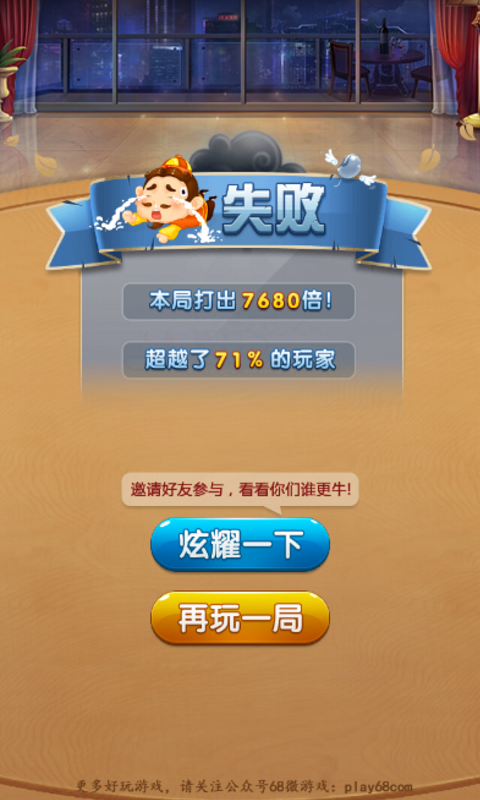 失败
本局打出7680倍!
超越了71%的玩家
邀请好友参与，看看你们谁更牛!
炫耀一下
再玩一局
更多好玩游戏，请关注公众号68微游戏：play68com